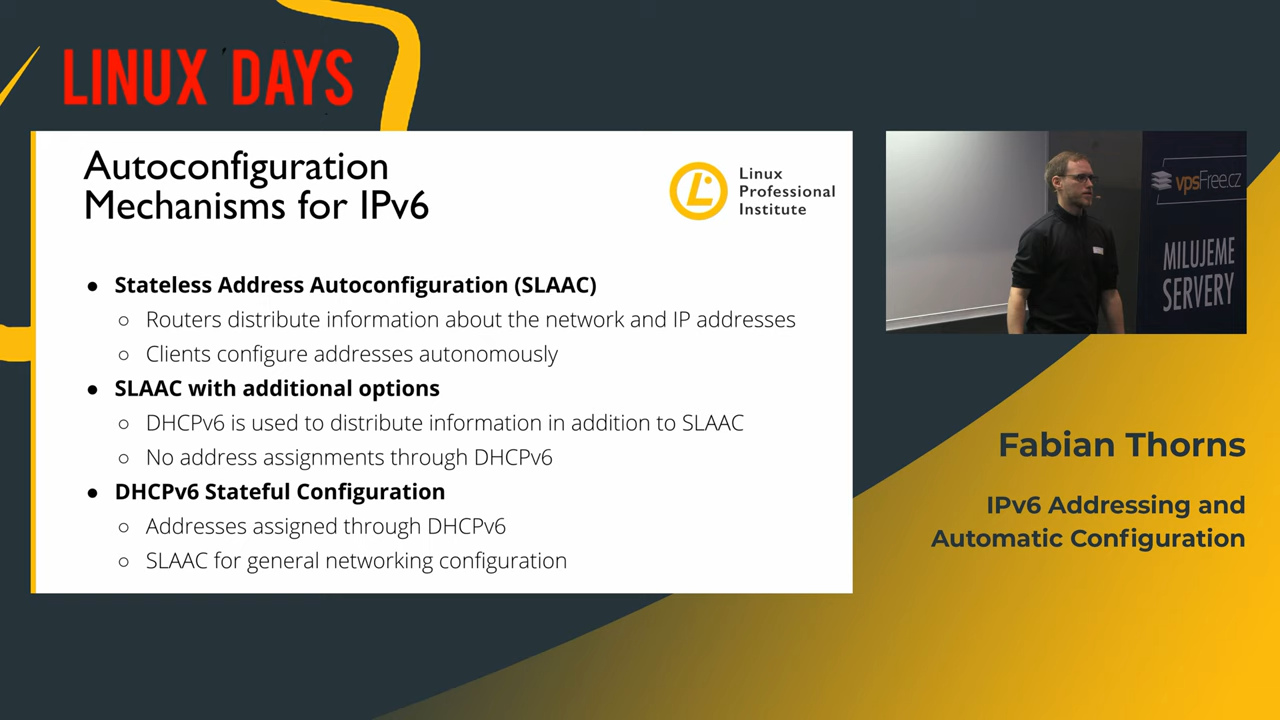 LINUX DAYS
Autoconfiguration
Mechanisms for IPv6
Linux
Professional
Institute
● Stateless Address Autoconfiguration (SLAAC)
○ Routers distribute information about the network and IP addresses
○ Clients configure addresses autonomously
● SLAAC with additional options
○ DHCPv6 is used to distribute information in addition to SLAAC
○ No address assignments through DHCPv6
● DHCPv6 Stateful Configuration
○ Addresses assigned through DHCPv6
○ SLAAC for general networking configuration
vpsFree.cz
MILUJEME
SERVERY
Fabian Thorns
IPv6 Addressing and
Automatic Configuration